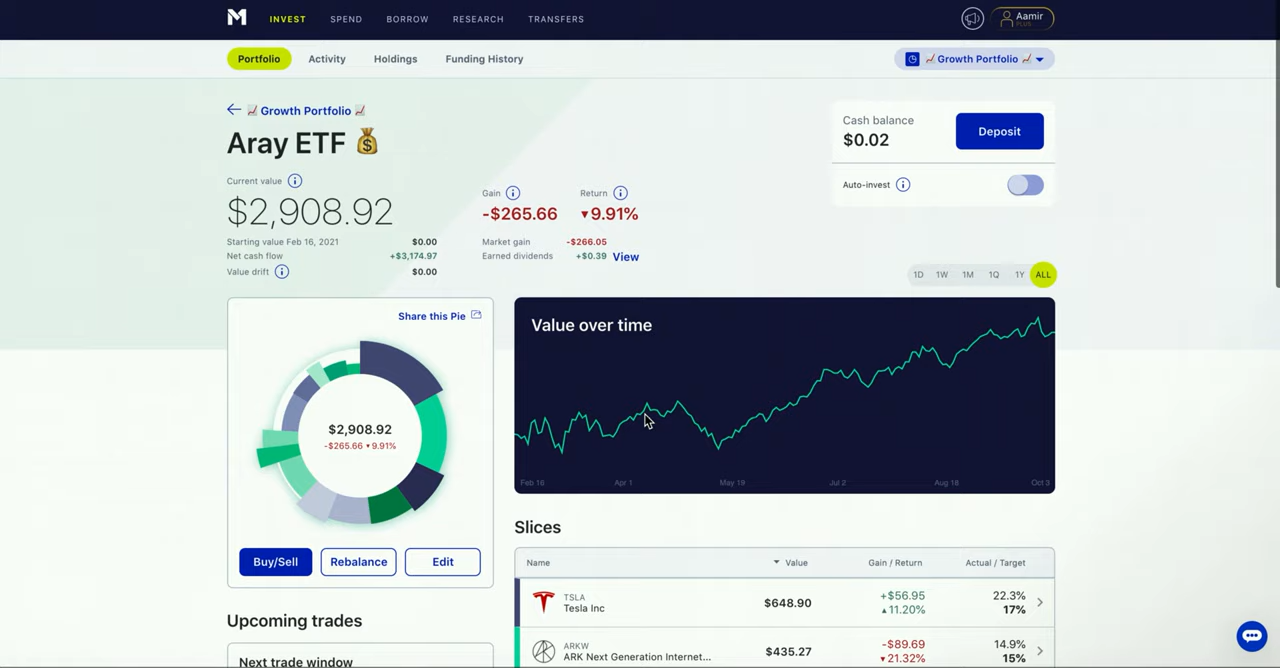 M INVEST SPEND BORROW RESEARCH TRANSFERS Aamir
PLUS
Portfolio Activity Holdings Funding History 📈 Growth Portfolio 📈
← 📈 Growth Portfolio 📈
Aray ETF 💰
Cash balance
$0.02
Deposit
Auto-invest
Current value
$2,908.92
Starting value Feb 16, 2021 $0.00
Net cash flow +$3,174.97
Value drift $0.00
Gain
-$265.66
Return
▼9.91%
Market gain -$266.05
Earned dividends +$0.39 View
1D 1W 1M 1Q 1Y ALL
Share this Pie
$2,908.92
-$265.66 ▼ 9.91%
Buy/Sell Rebalance Edit
Upcoming trades
Next trade window
Value over time
Feb 16 Apr 1 May 19 Jul 2 Aug 18 Oct 3
Slices
Name ▼ Value Gain / Return Actual / Target
TSLA
Tesla Inc
$648.90
+$56.95
▲11.20%
22.3%
17%
ARKW
ARK Next Generation Internet...
$435.27
-$89.69
▼21.32%
14.9%
15%